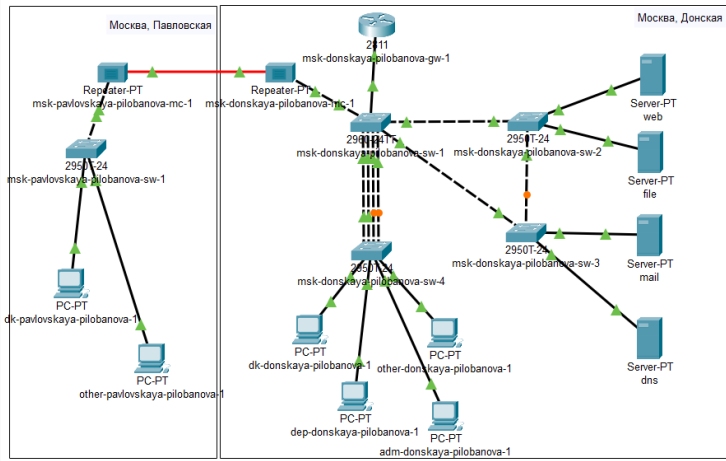 Москва, Павловская
Москва, Донская
2811
msk-donskaya-pilobanova-gw-1
Repeater-PT
msk-pavlovskaya-pilobanova-mc-1
Repeater-PT
msk-donskaya-pilobanova-mc-1
Server-PT
web
2950T-24
msk-pavlovskaya-pilobanova-sw-1
2960-24TT
msk-donskaya-pilobanova-sw-1
2950T-24
msk-donskaya-pilobanova-sw-2
Server-PT
file
2950T-24
msk-donskaya-pilobanova-sw-4
2950T-24
msk-donskaya-pilobanova-sw-3
Server-PT
mail
PC-PT
dk-pavlovskaya-pilobanova-1
PC-PT
dk-donskaya-pilobanova-1
PC-PT
other-donskaya-pilobanova-1
Server-PT
dns
PC-PT
other-pavlovskaya-pilobanova-1
PC-PT
dep-donskaya-pilobanova-1
PC-PT
adm-donskaya-pilobanova-1